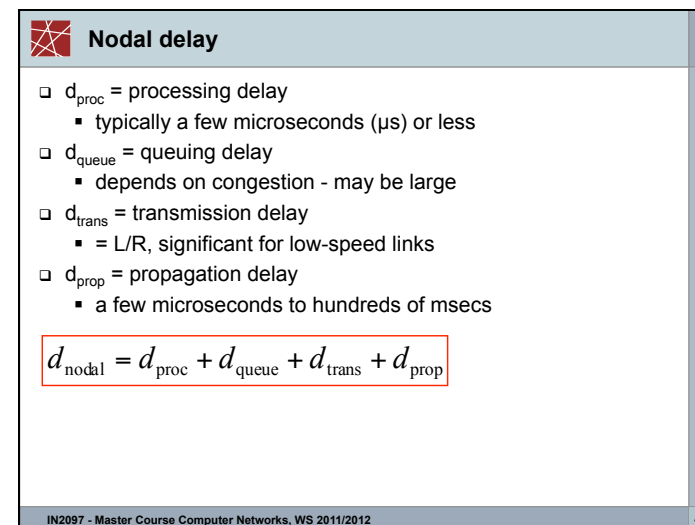 Nodal delay
❑ d_proc = processing delay
▪ typically a few microseconds (μs) or less
❑ d_queue = queuing delay
▪ depends on congestion - may be large
❑ d_trans = transmission delay
▪ = L/R, significant for low-speed links
❑ d_prop = propagation delay
▪ a few microseconds to hundreds of msecs
d_nodal = d_proc + d_queue + d_trans + d_prop
IN2097 - Master Course Computer Networks, WS 2011/2012